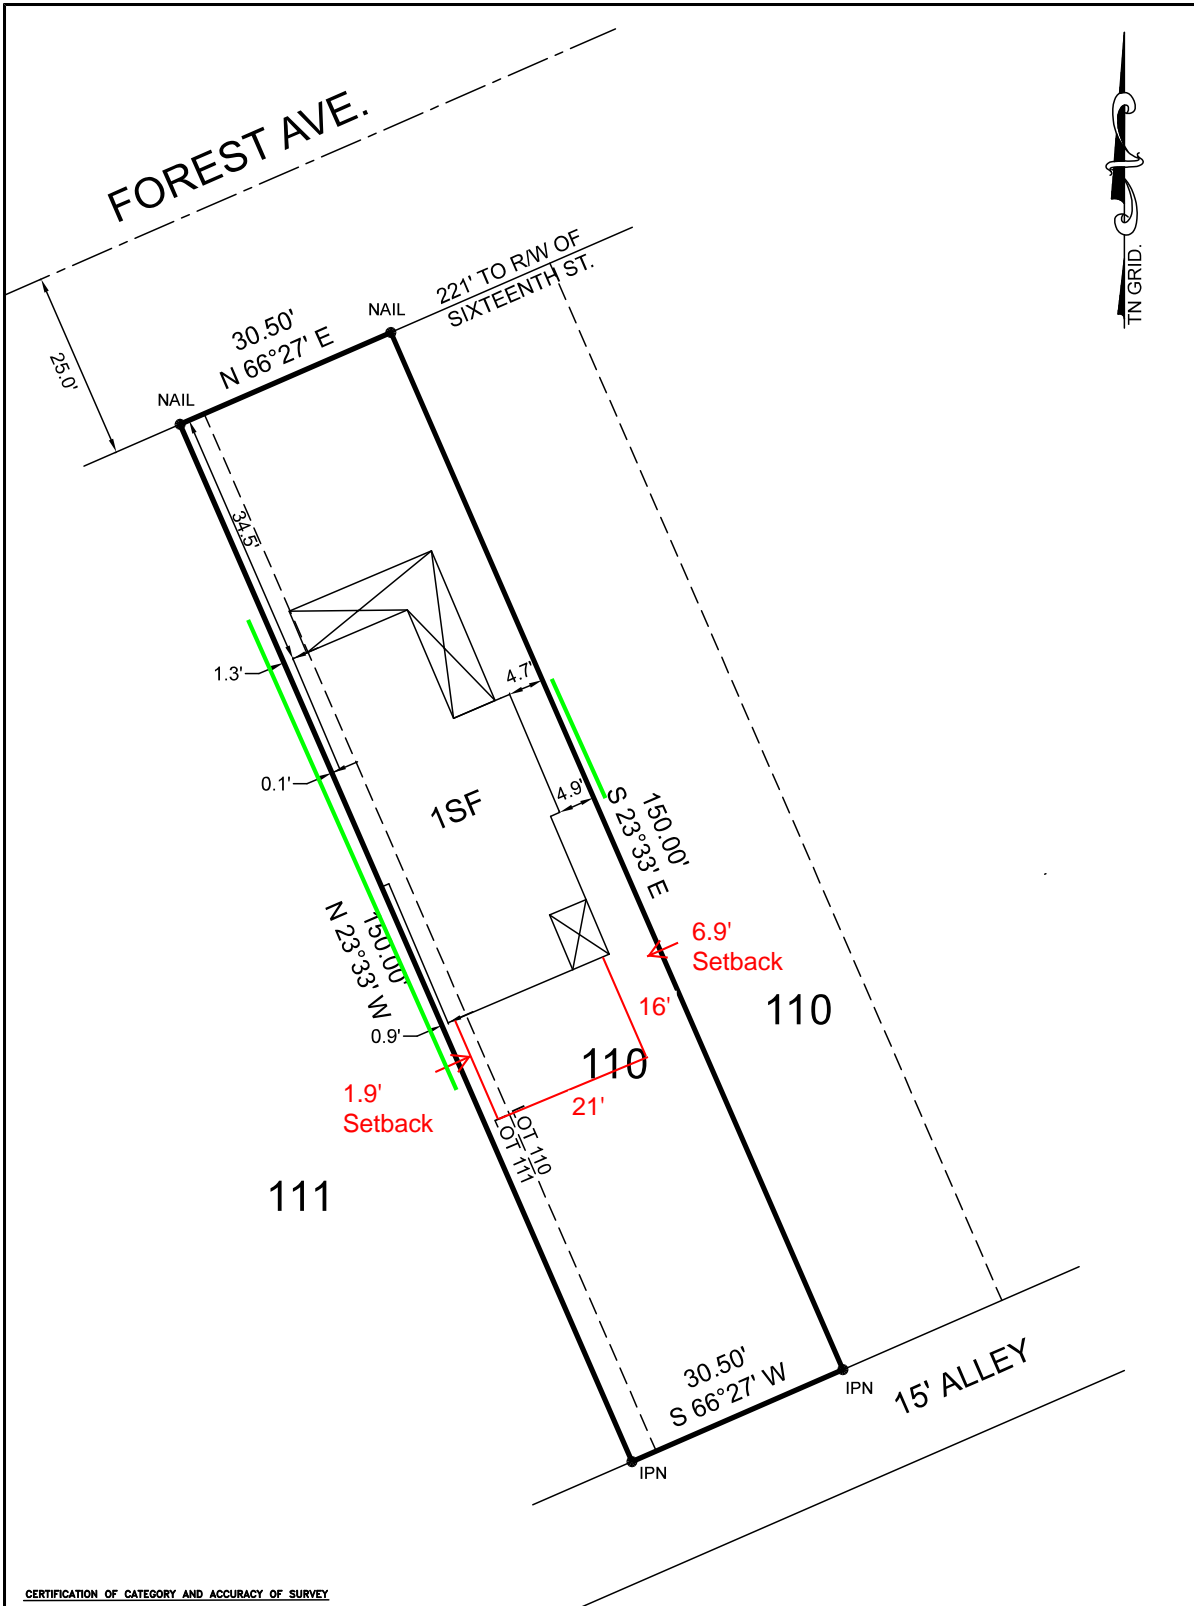 FOREST AVE.
TN GRID.
221' TO R/W OF
SIXTEENTH ST.
25.0'
NAIL
30.50'
N 66°27' E
NAIL
34.5'
1.3'
4.7'
0.1'
4.9'
1SF
150.00'
S 23°33' E
150.00'
N 23°33' W
6.9'
Setback
16'
110
0.9'
110
1.9'
Setback
21'
LOT 110
LOT 111
111
30.50'
S 66°27' W
15' ALLEY
IPN
IPN
CERTIFICATION OF CATEGORY AND ACCURACY OF SURVEY